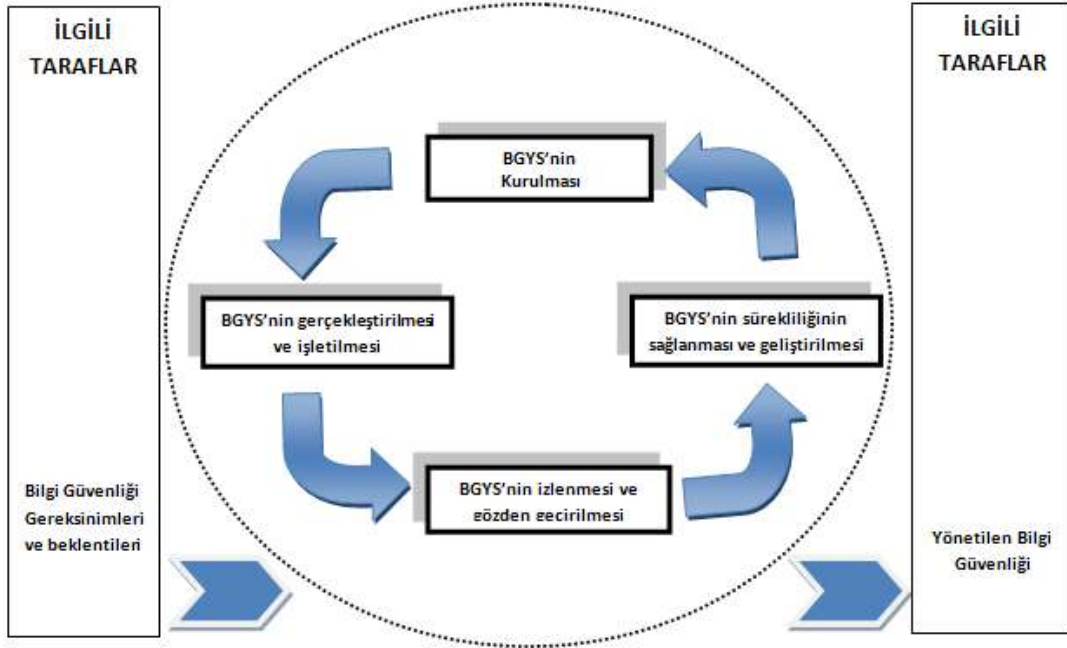 İLGİLİ
TARAFLAR
Bilgi Güvenliği
Gereksinimleri
ve beklentileri
BGYS’nin
Kurulması
BGYS’nin gerçekleştirilmesi
ve işletilmesi
BGYS’nin sürekliliğinin
sağlanması ve geliştirilmesi
BGYS’nin izlenmesi ve
gözden geçirilmesi
İLGİLİ
TARAFLAR
Yönetilen Bilgi
Güvenliği